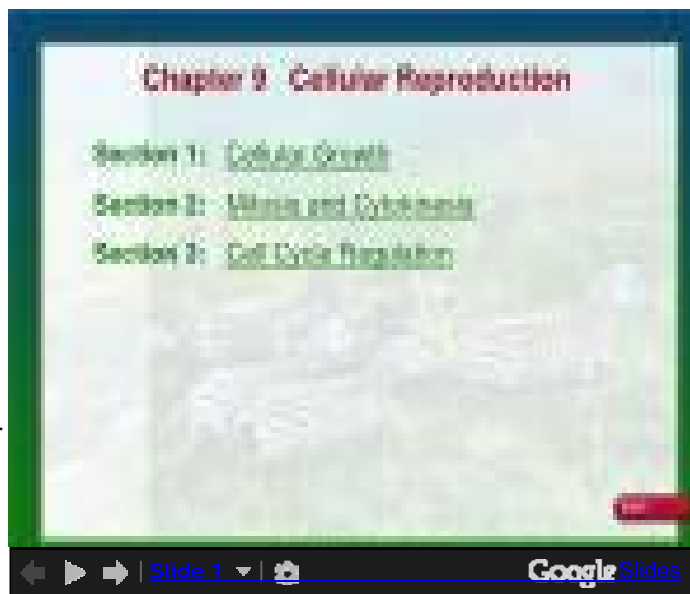 Chapter 9 Cellular Reproduction
Section 1: Cellular Growth
Section 2: Mitosis and Cytokinesis
Section 3: Cell Cycle Regulation
Slide 1
Google Slides